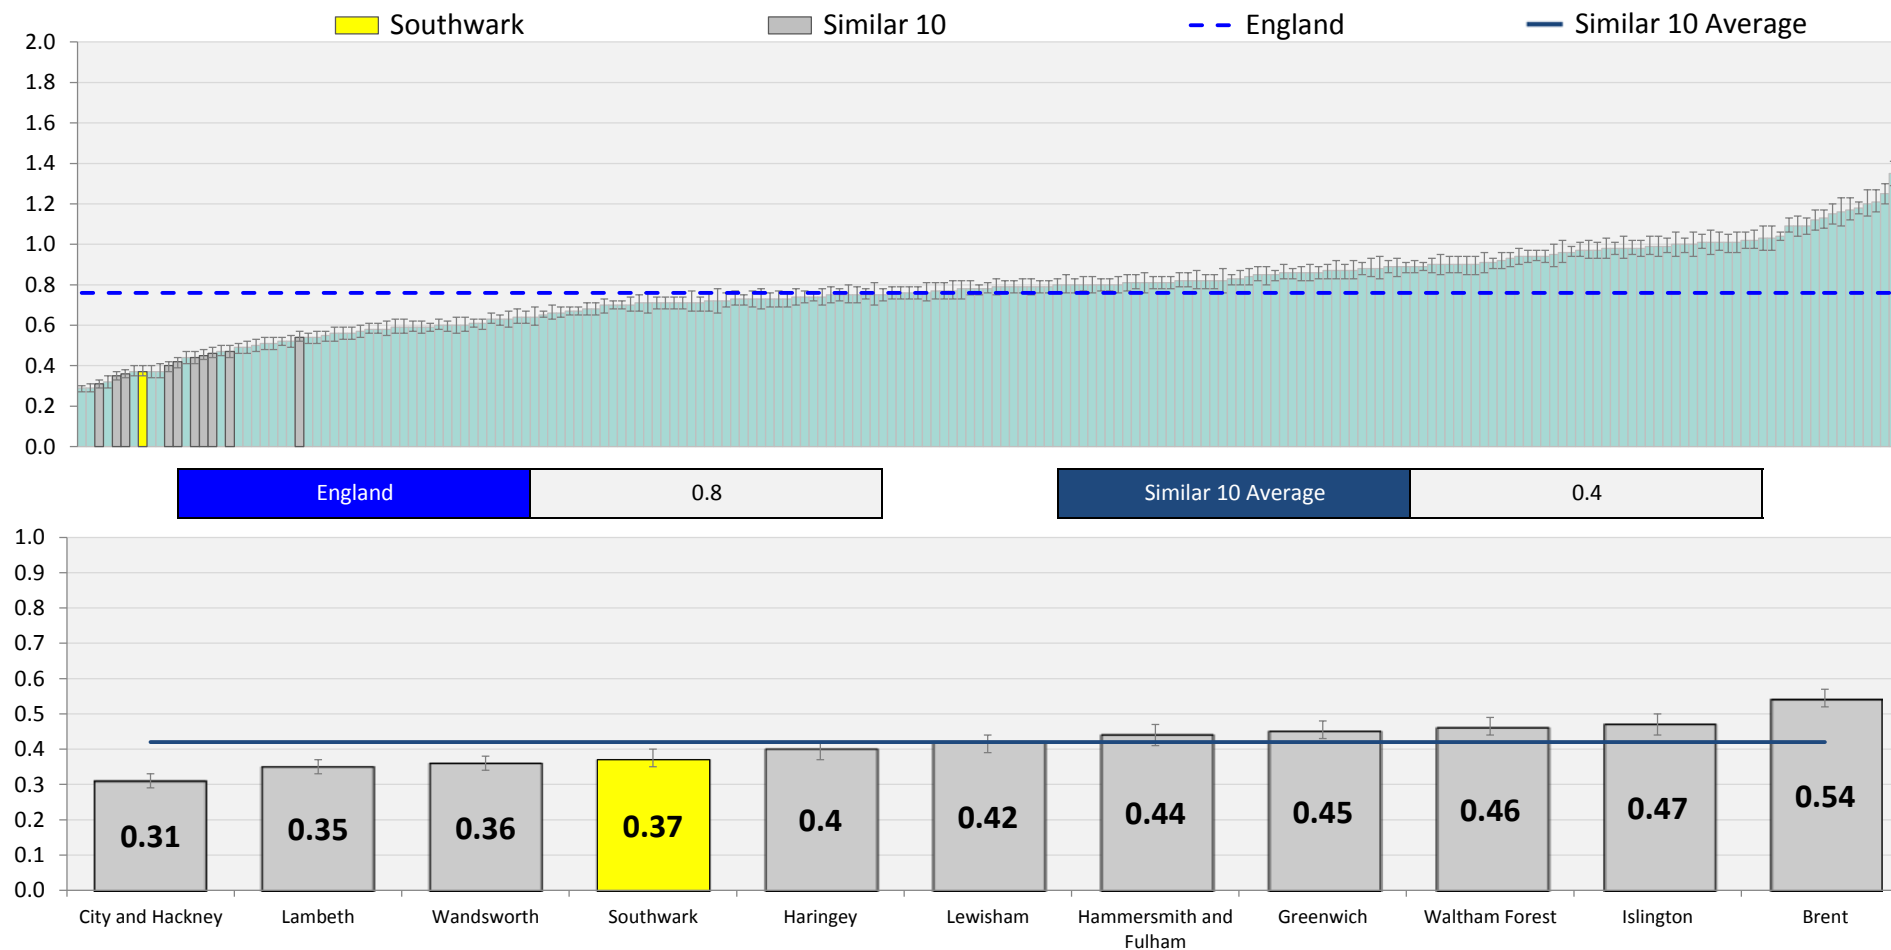 Southwark
Similar 10
England
Similar 10 Average
2.0
1.8
1.6
1.4
1.2
1.0
0.8
0.6
0.4
0.2
0.0
England 0.8
Similar 10 Average 0.4
1.0
0.9
0.8
0.7
0.6
0.5
0.4
0.3
0.2
0.1
0.0
0.31
0.35
0.36
0.37
0.4
0.42
0.44
0.45
0.46
0.47
0.54
City and Hackney
Lambeth
Wandsworth
Southwark
Haringey
Lewisham
Hammersmith and
Fulham
Greenwich
Waltham Forest
Islington
Brent